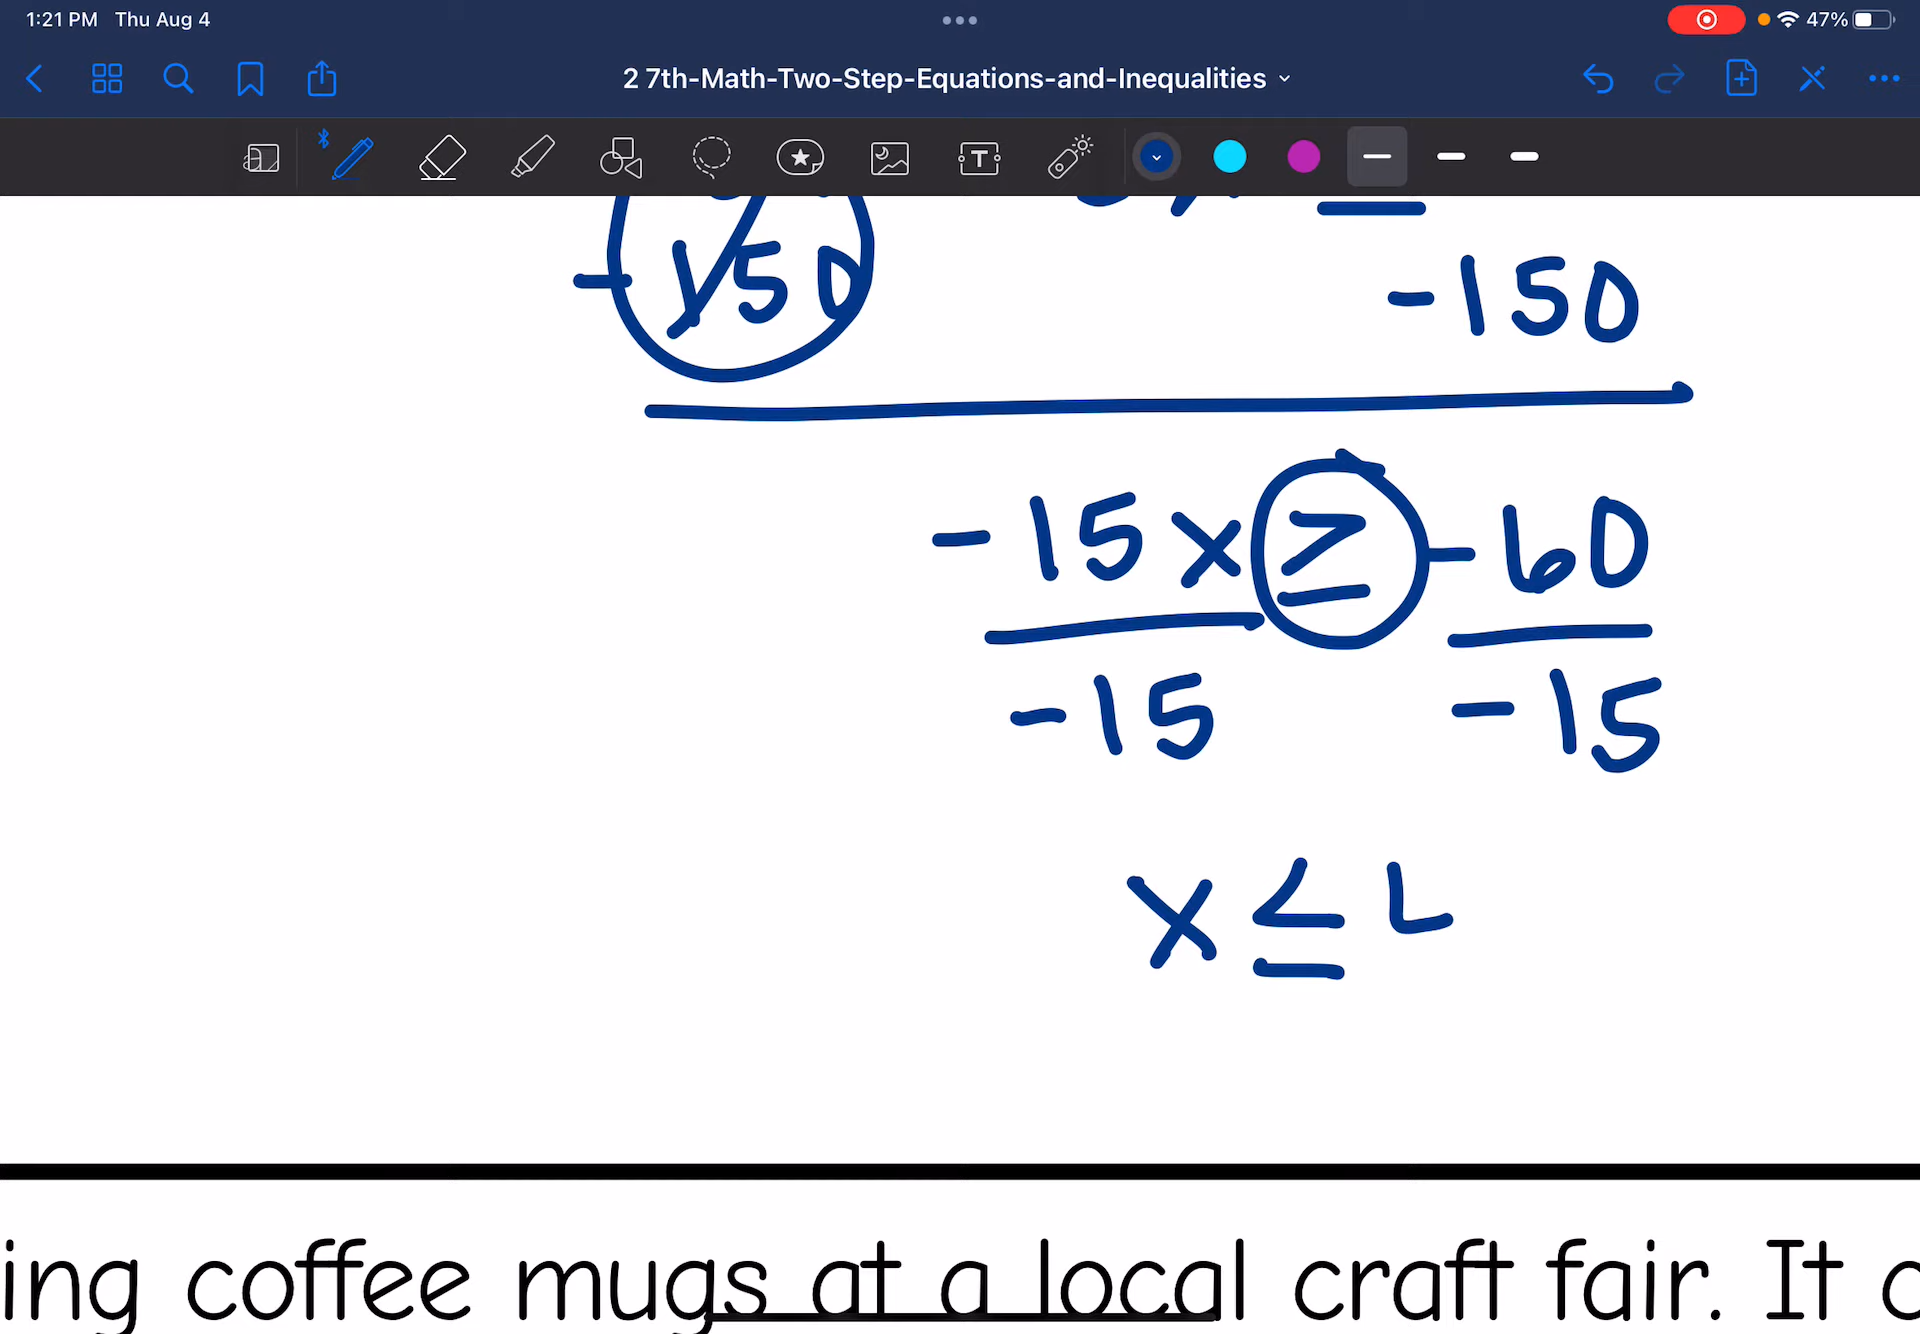 1:21 PM Thu Aug 4
47%
2 7th-Math-Two-Step-Equations-and-Inequalities
T
-150 -150
-15x ≥ -60
-15 -15
x ≤ L
ing coffee mugs at a local craft fair. It